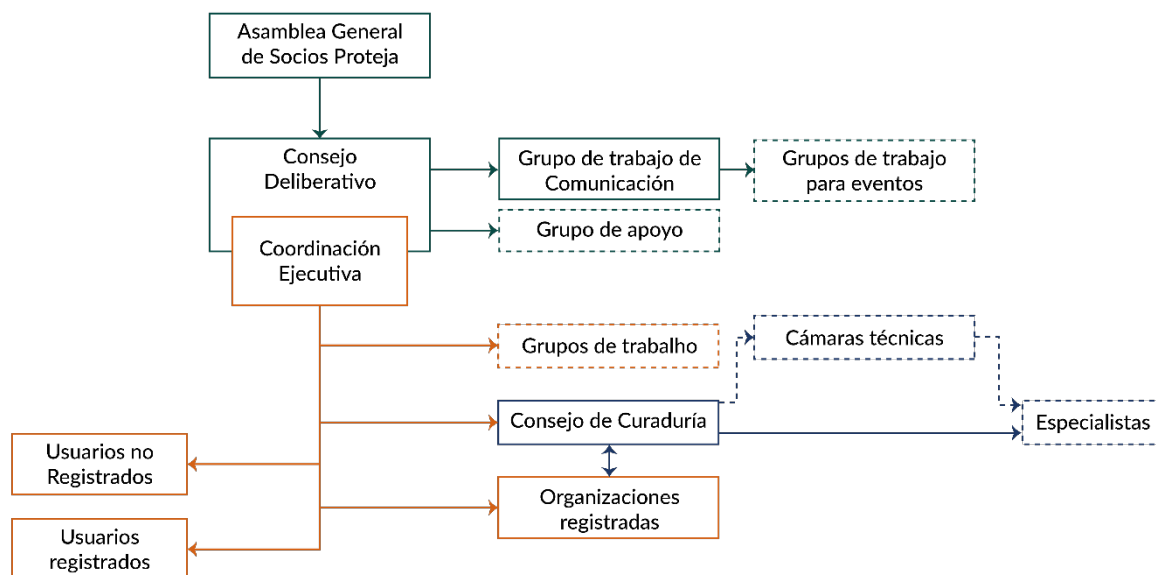 Asamblea General
de Socios Proteja
Consejo
Deliberativo
Grupo de trabajo de
Comunicación
Grupos de trabajo
para eventos
Grupo de apoyo
Coordinación
Ejecutiva
Grupos de trabalho
Cámaras técnicas
Consejo de Curaduría
Especialistas
Usuarios no
Registrados
Organizaciones
registradas
Usuarios
registrados